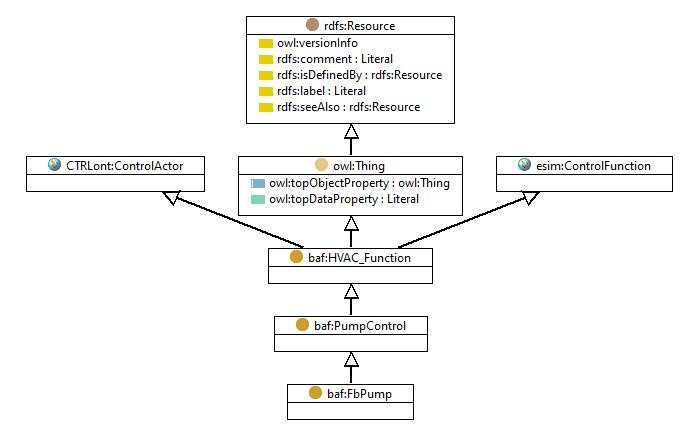 rdfs:Resource
owl:versionInfo
rdfs:comment : Literal
rdfs:isDefinedBy : rdfs:Resource
rdfs:label : Literal
rdfs:seeAlso : rdfs:Resource
CTRLont:ControlActor
owl:Thing
owl:topObjectProperty : owl:Thing
owl:topDataProperty : Literal
esim:ControlFunction
baf:HVAC_Function
baf:PumpControl
baf:FbPump